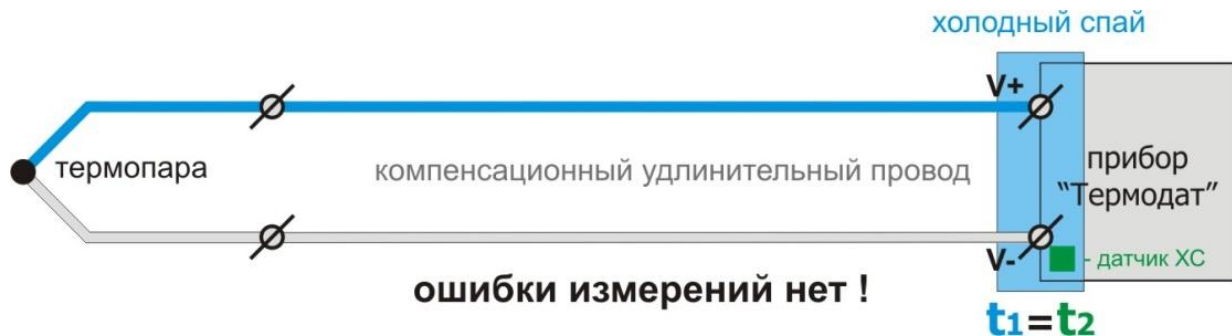 холодный спай
V+
термопара
компенсационный удлинительный провод
прибор
“Термодат”
V-
- датчик ХС
ошибки измерений нет !
t1=t2